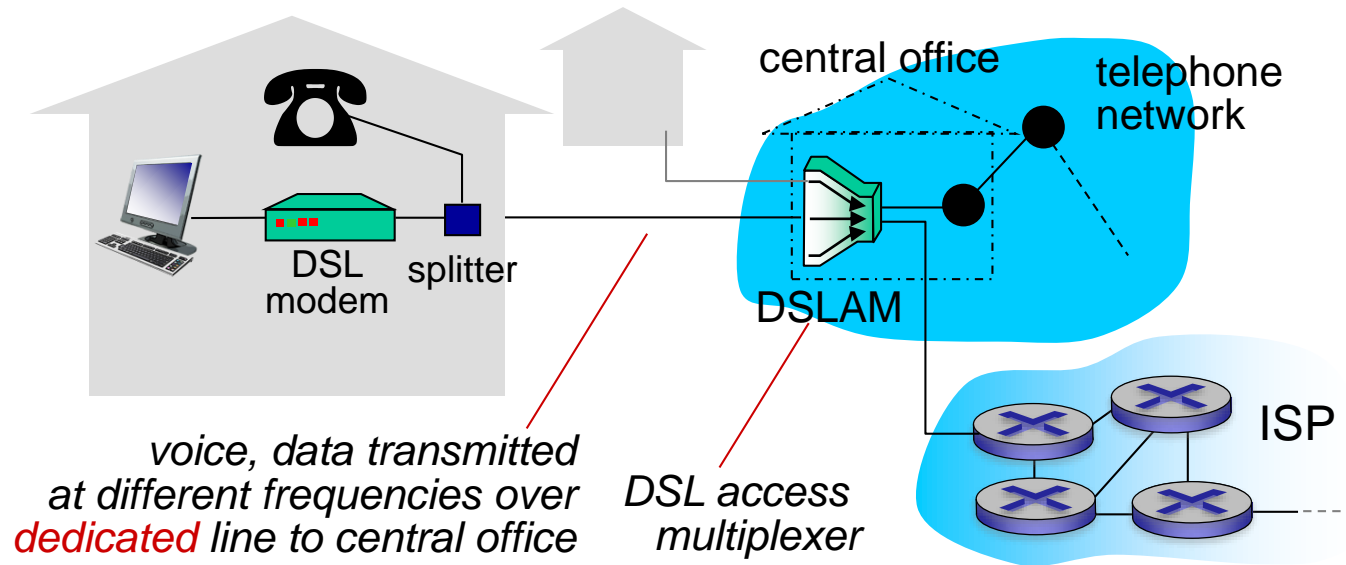 central office
telephone
network
DSL
modem
splitter
DSLAM
ISP
voice, data transmitted
at different frequencies over
dedicated line to central office
DSL access
multiplexer